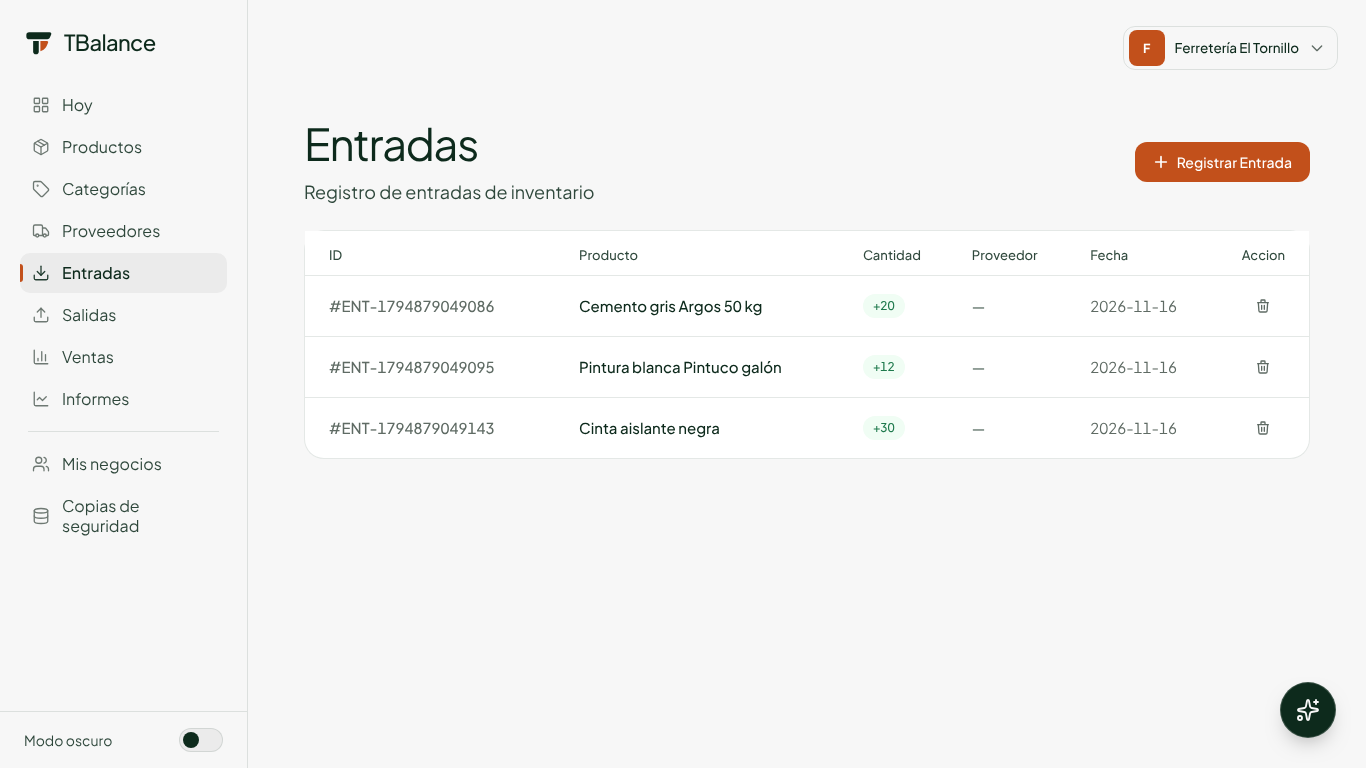 TBalance
Hoy
Productos
Categorías
Proveedores
Entradas
Salidas
Ventas
Informes
Mis negocios
Copias de
seguridad
Modo oscuro
F Ferretería El Tornillo
Entradas
Registro de entradas de inventario
Registrar Entrada
ID Producto Cantidad Proveedor Fecha Accion
#ENT-1794879049086 Cemento gris Argos 50 kg +20 — 2026-11-16
#ENT-1794879049095 Pintura blanca Pintuco galón +12 — 2026-11-16
#ENT-1794879049143 Cinta aislante negra +30 — 2026-11-16